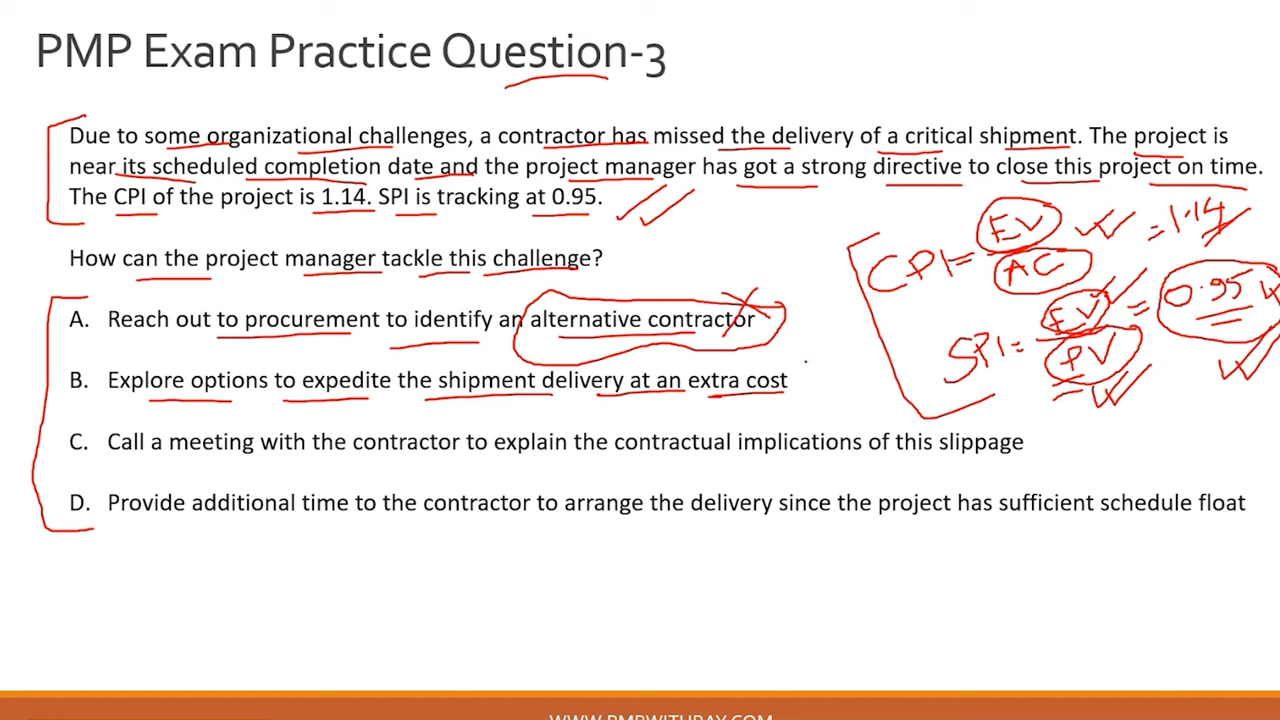 PMP Exam Practice Question-3
Due to some organizational challenges, a contractor has missed the delivery of a critical shipment. The project is
near its scheduled completion date and the project manager has got a strong directive to close this project on time.
The CPI of the project is 1.14. SPI is tracking at 0.95.
How can the project manager tackle this challenge?
A. Reach out to procurement to identify an alternative contractor
B. Explore options to expedite the shipment delivery at an extra cost
C. Call a meeting with the contractor to explain the contractual implications of this slippage
D. Provide additional time to the contractor to arrange the delivery since the project has sufficient schedule float
CPI = EV / AC = 1.14
SPI = EV / PV = 0.95
WWW.PMPWITHRAY.COM